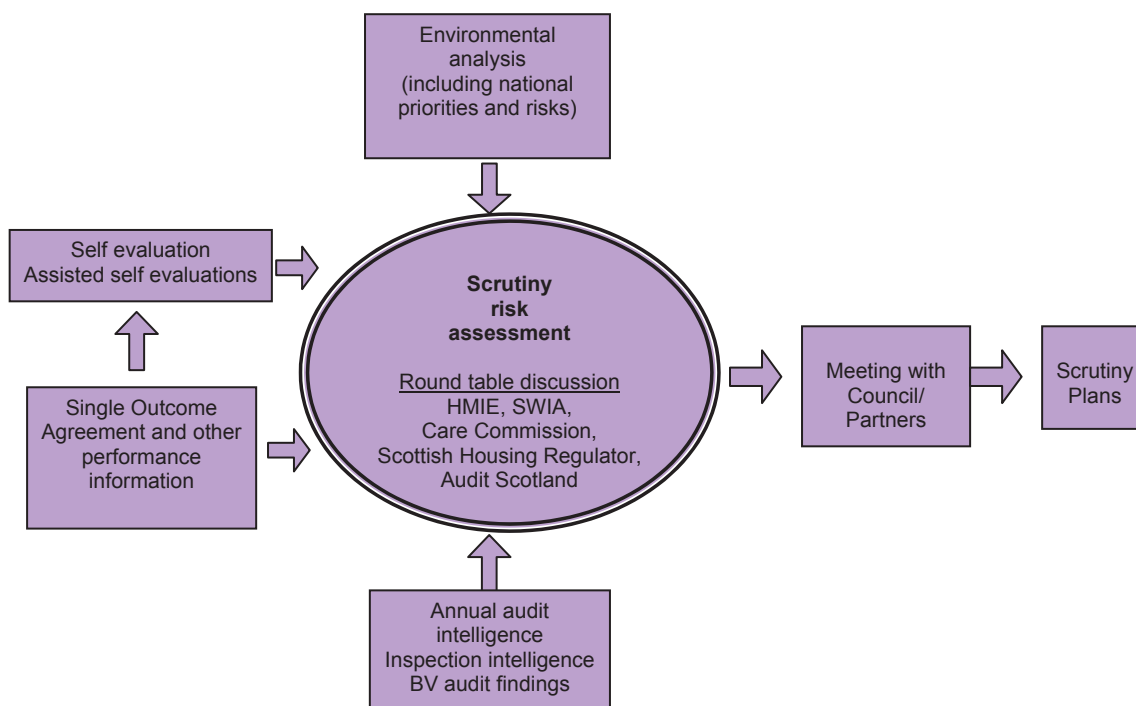 Environmental
analysis
(including national
priorities and risks)
Self evaluation
Assisted self evaluations
Single Outcome
Agreement and other
performance
information
Scrutiny
risk
assessment
Round table discussion
HMIE, SWIA,
Care Commission,
Scottish Housing Regulator,
Audit Scotland
Annual audit
intelligence
Inspection intelligence
BV audit findings
Meeting with
Council/
Partners
Scrutiny
Plans